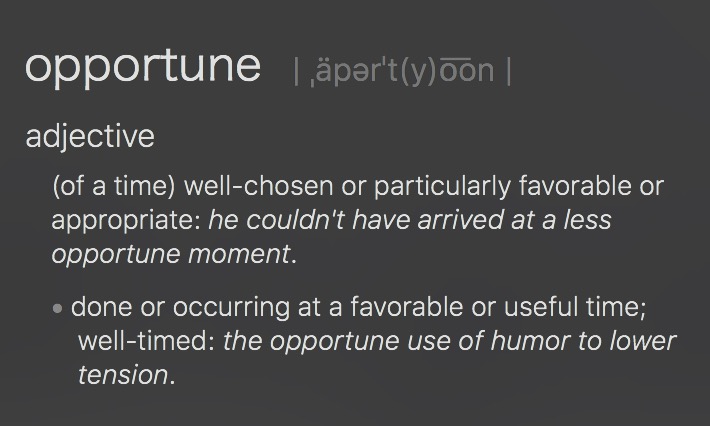 opportune | ˌäpərˈt(y)o͞on |
adjective
(of a time) well-chosen or particularly favorable or
appropriate: he couldn't have arrived at a less
opportune moment.
• done or occurring at a favorable or useful time;
well-timed: the opportune use of humor to lower
tension.